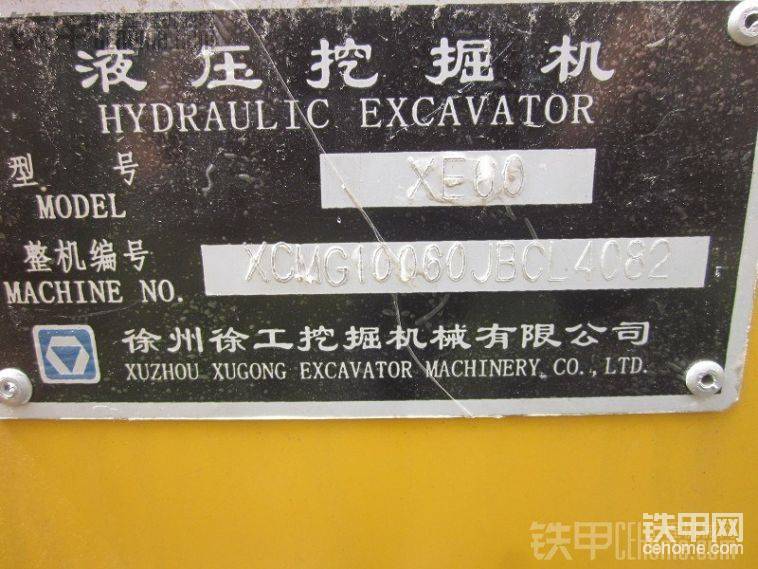 液压挖掘机
HYDRAULIC EXCAVATOR
型 号 XE60
MODEL
整机编号 XCMG10060JBCL4082
MACHINE NO.
徐州徐工挖掘机械有限公司
XUZHOU XUGONG EXCAVATOR MACHINERY CO., LTD.
铁甲网
cehome.com